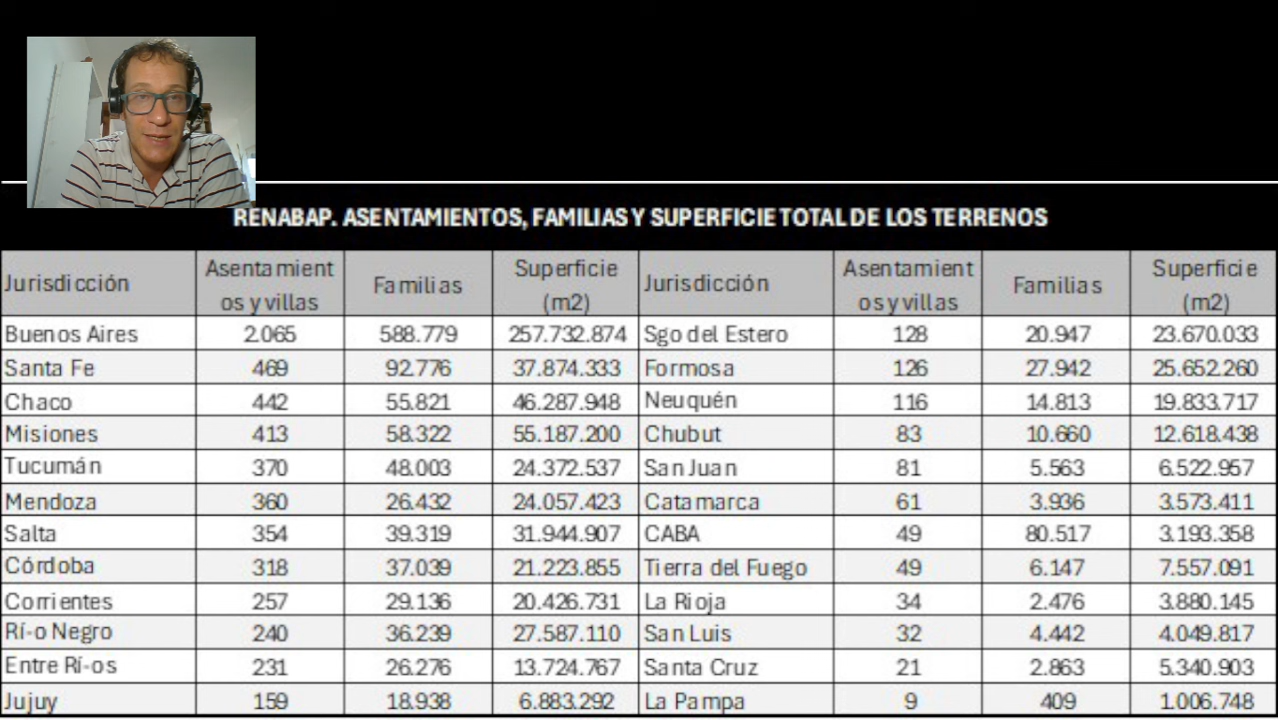 RENABAP. ASENTAMIENTOS, FAMILIAS Y SUPERFICIE TOTAL DE LOS TERRENOS
Jurisdicción Asentamient os y villas Familias Superficie (m2) Jurisdicción Asentamient os y villas Familias Superficie (m2)
Buenos Aires 2.065 588.779 257.732.874 Sgo del Estero 128 20.947 23.670.033
Santa Fe 469 92.776 37.874.333 Formosa 126 27.942 25.652.260
Chaco 442 55.821 46.287.948 Neuquén 116 14.813 19.833.717
Misiones 413 58.322 55.187.200 Chubut 83 10.660 12.618.438
Tucumán 370 48.003 24.372.537 San Juan 81 5.563 6.522.957
Mendoza 360 26.432 24.057.423 Catamarca 61 3.936 3.573.411
Salta 354 39.319 31.944.907 CABA 49 80.517 3.193.358
Córdoba 318 37.039 21.223.855 Tierra del Fuego 49 6.147 7.557.091
Corrientes 257 29.136 20.426.731 La Rioja 34 2.476 3.880.145
Rí-o Negro 240 36.239 27.587.110 San Luis 32 4.442 4.049.817
Entre Rí-os 231 26.276 13.724.767 Santa Cruz 21 2.863 5.340.903
Jujuy 159 18.938 6.883.292 La Pampa 9 409 1.006.748